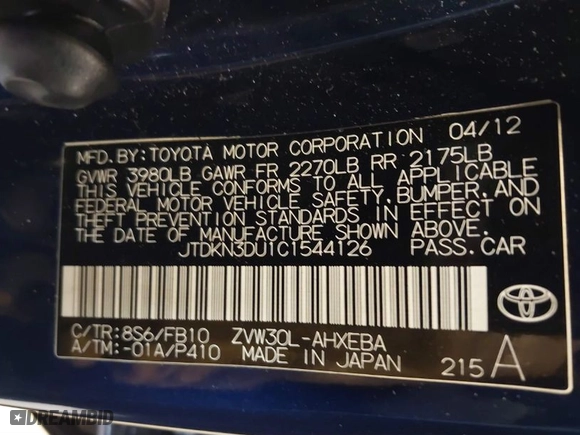 MFD. BY: TOYOTA MOTOR CORPORATION 04/12
GVWR 3980LB GAWR FR 2270LB RR 2175LB
THIS VEHICLE CONFORMS TO ALL APPLICABLE
FEDERAL MOTOR VEHICLE SAFETY, BUMPER, AND
THEFT PREVENTION STANDARDS IN EFFECT ON
THE DATE OF MANUFACTURE SHOWN ABOVE.
JTDKN3DU1C1544126 PASS. CAR
C/TR: 8S6/FB10 ZVW30L-AHXEBA
A/TM: -01A/P410 MADE IN JAPAN 215 A
DREAMBID